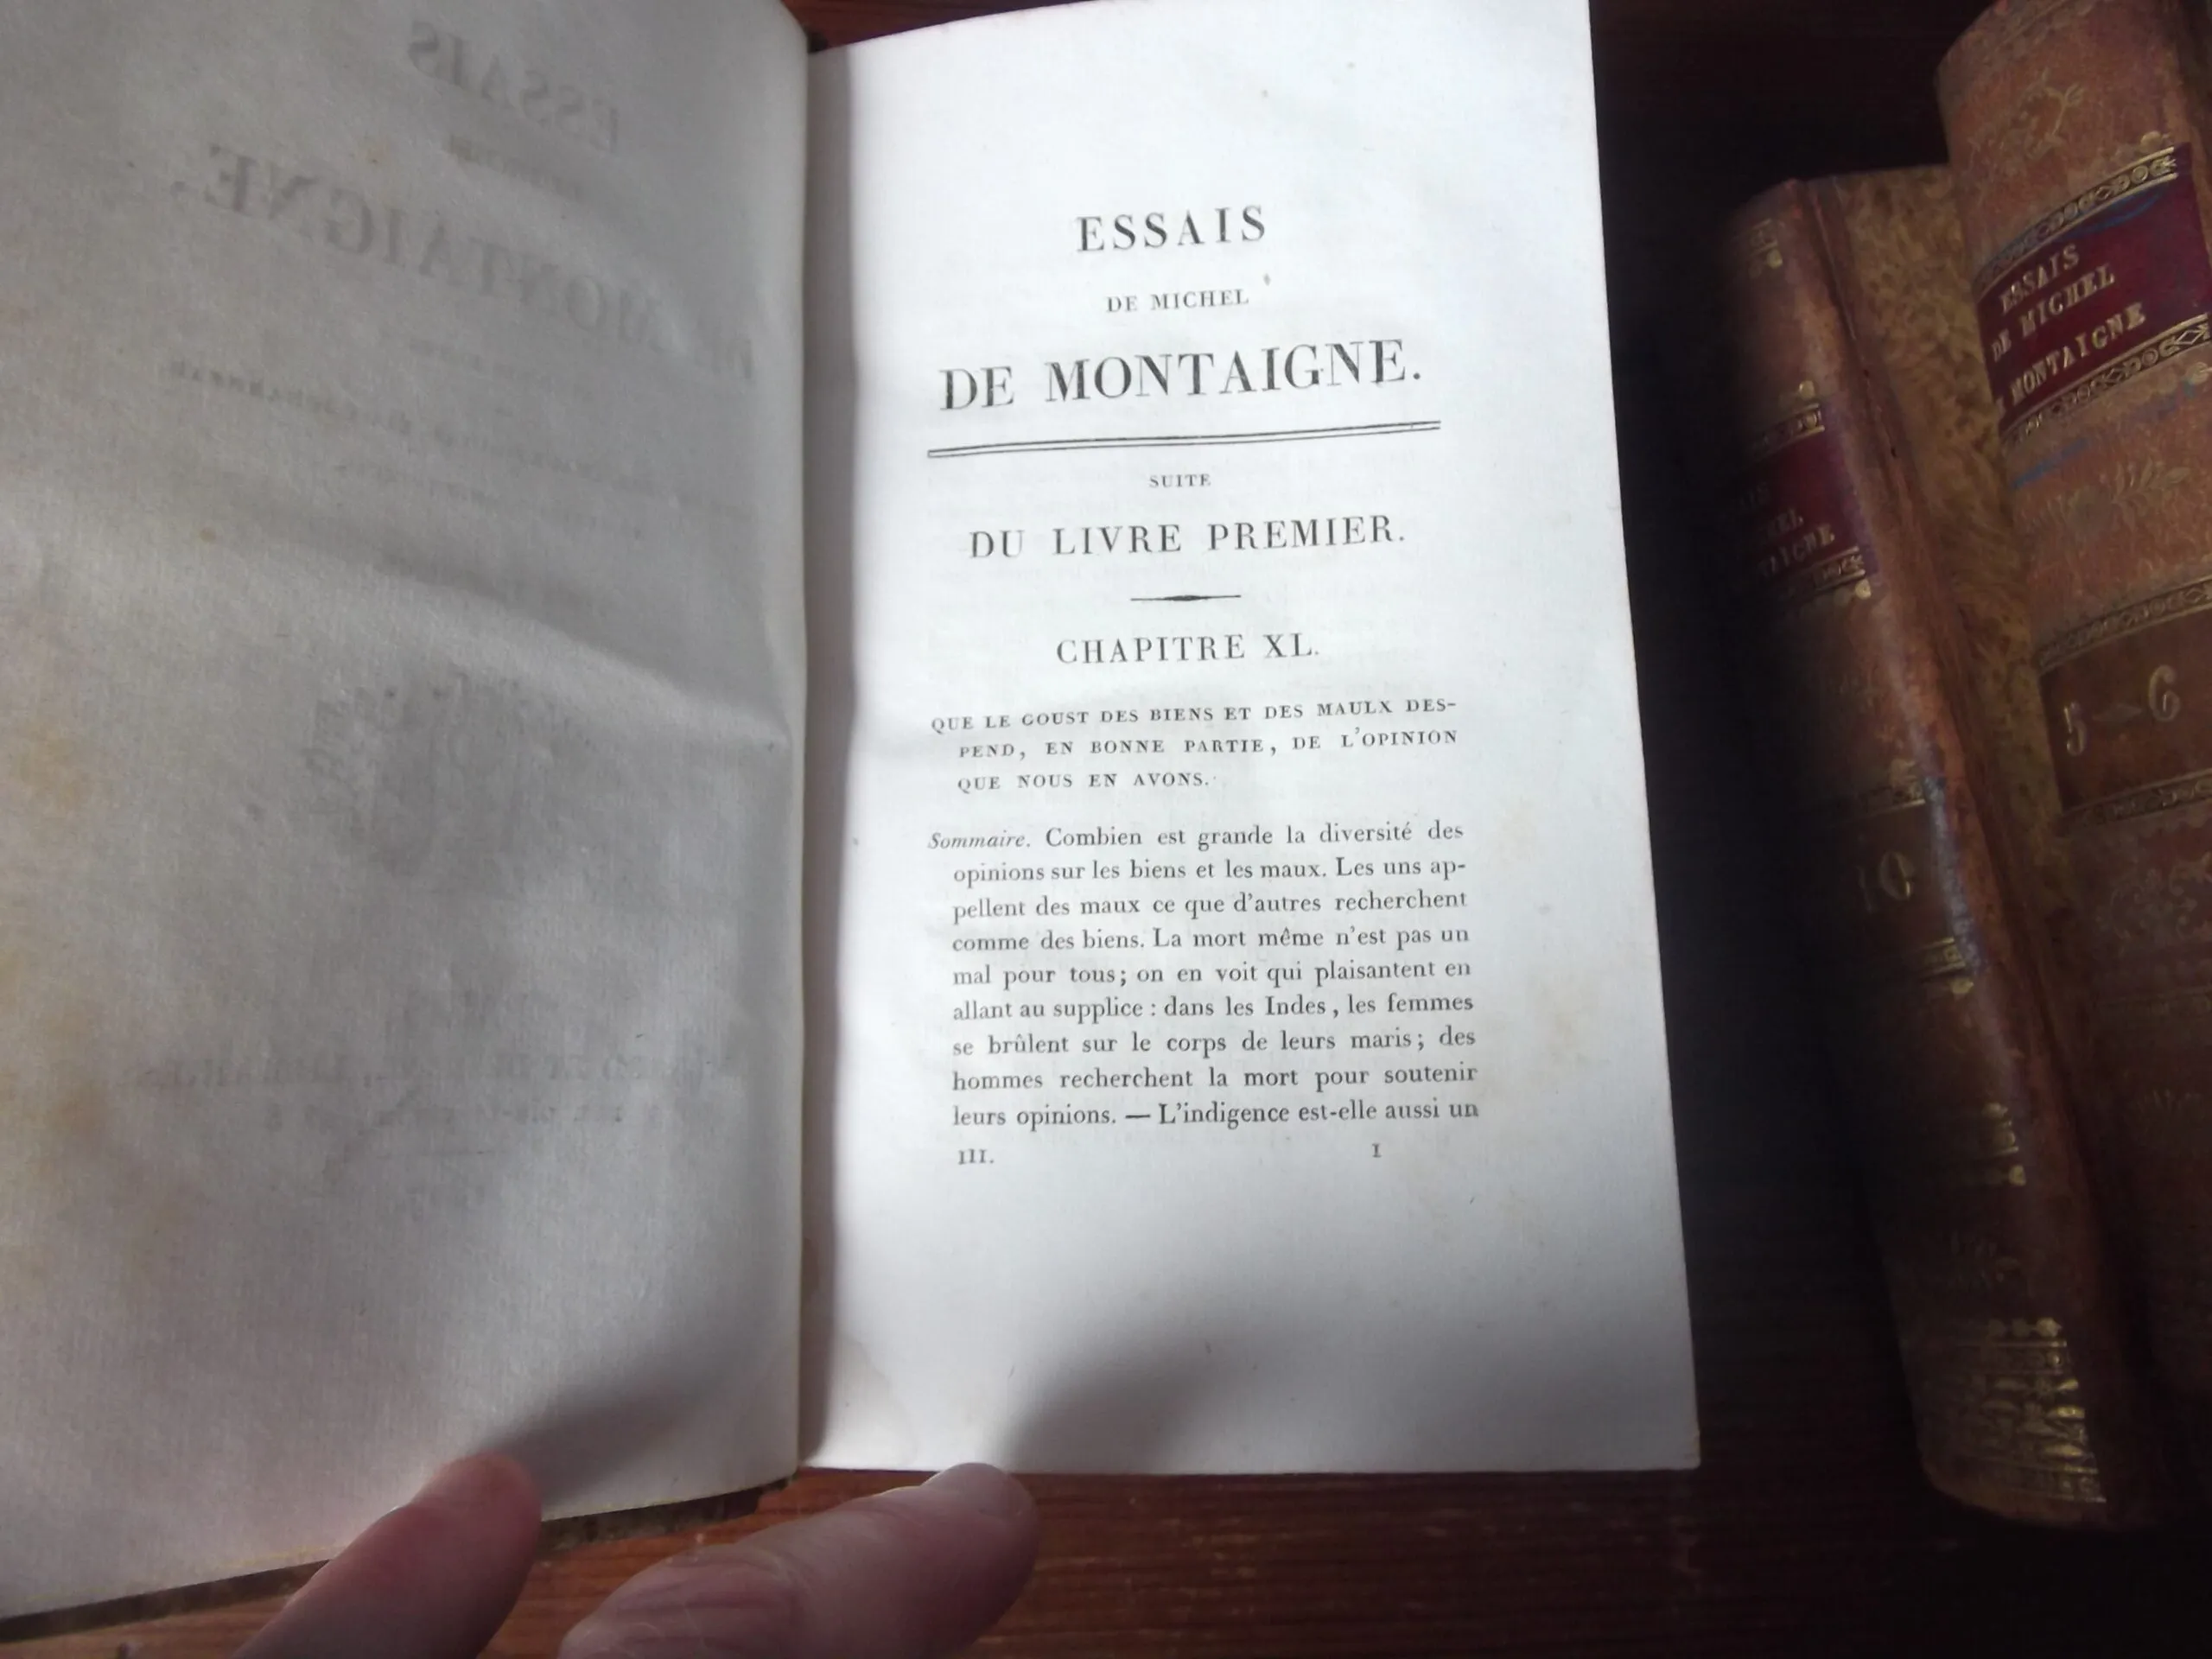 ESSAIS
DE MICHEL
DE MONTAIGNE.
SUITE
DU LIVRE PREMIER.
CHAPITRE XL.
QUE LE GOUST DES BIENS ET DES MAULX DES-
PEND, EN BONNE PARTIE, DE L'OPINION
QUE NOUS EN AVONS.
Sommaire. Combien est grande la diversité des
opinions sur les biens et les maux. Les uns ap-
pellent des maux ce que d'autres recherchent
comme des biens. La mort même n'est pas un
mal pour tous; on en voit qui plaisantent en
allant au supplice : dans les Indes, les femmes
se brûlent sur le corps de leurs maris; des
hommes recherchent la mort pour soutenir
leurs opinions. — L'indigence est-elle aussi un
III. 1
ESSAIS
DE MICHEL
MONTAIGNE
5-6
ESSAIS
DE MONTAIGNE,